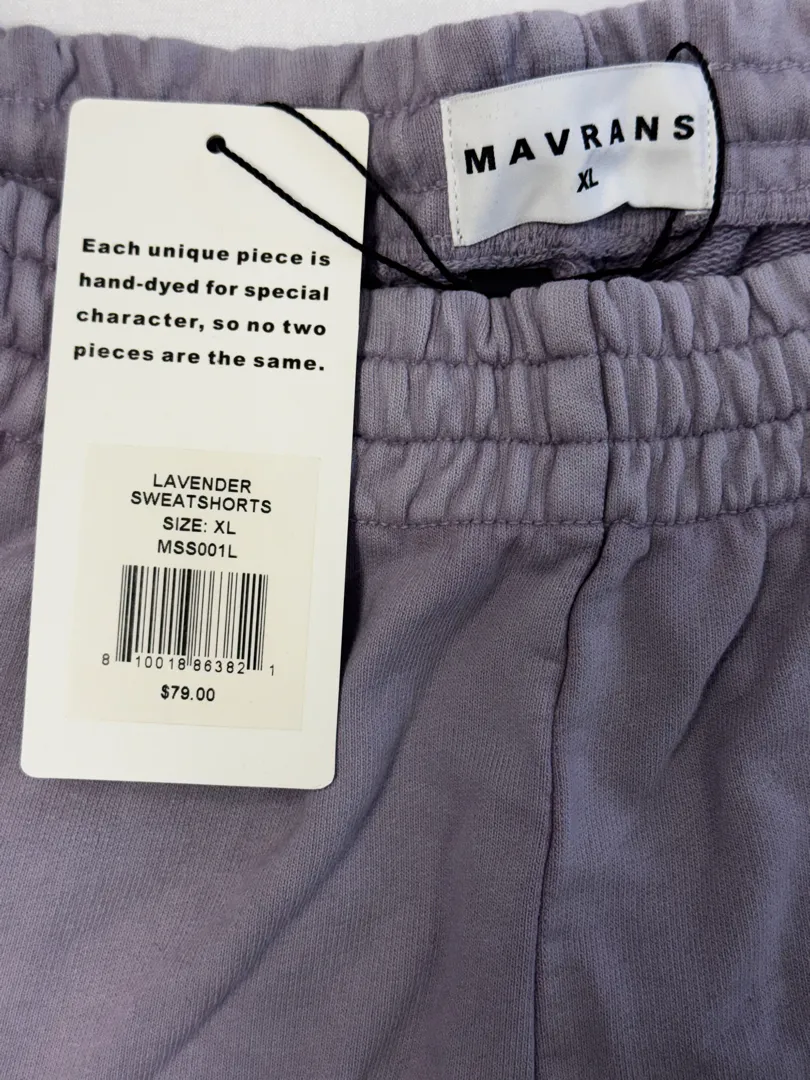 MAVRANS
XL
Each unique piece is
hand-dyed for special
character, so no two
pieces are the same.
LAVENDER
SWEATSHORTS
SIZE: XL
MSS001L
8 10018 86382 1
$79.00